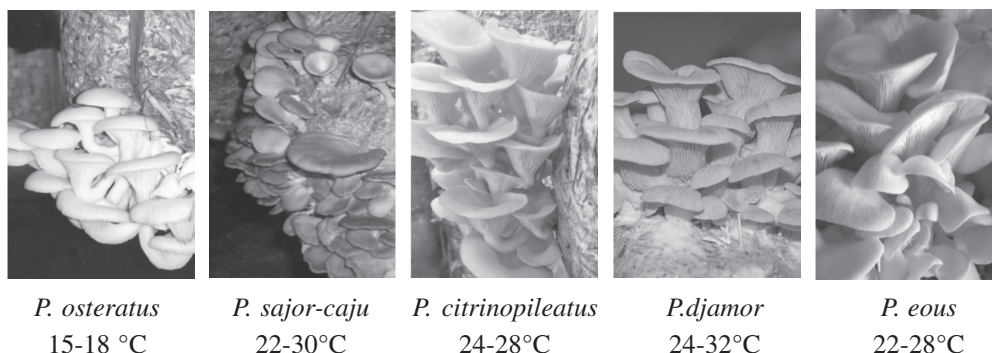 P. osteratus P. sajor-caju P. citrinopileatus P.djamor P. eous
15-18 °C 22-30°C 24-28°C 24-32°C 22-28°C